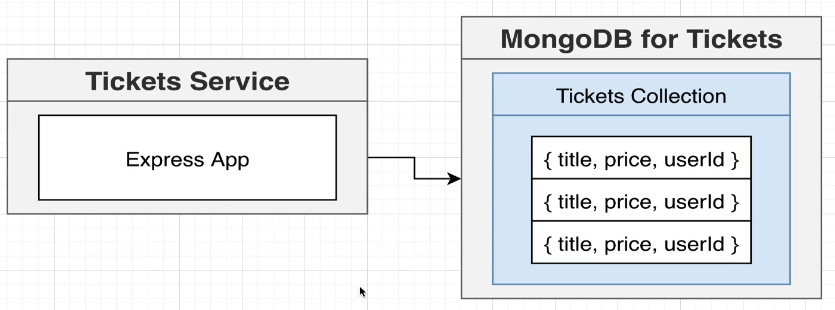 Tickets Service
Express App
MongoDB for Tickets
Tickets Collection
{ title, price, userId }
{ title, price, userId }
{ title, price, userId }